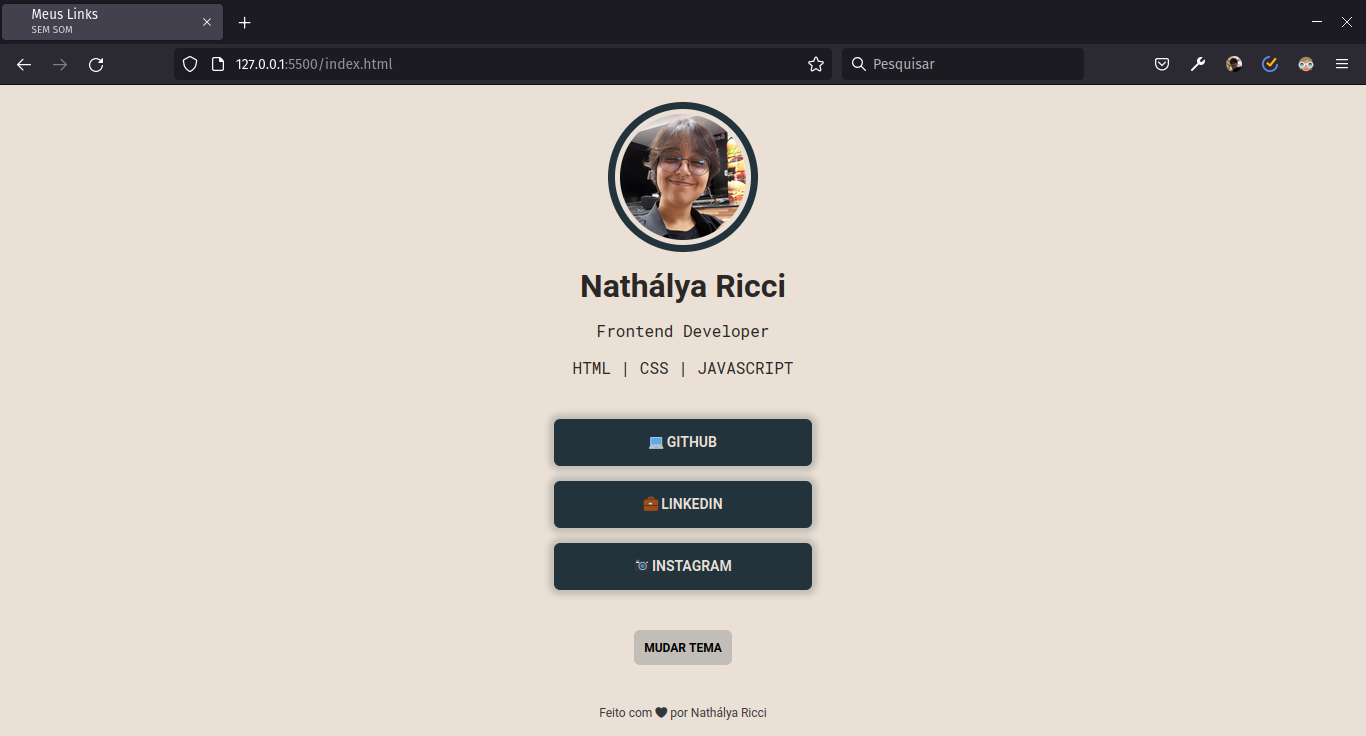 Meus Links
SEM SOM
127.0.0.1:5500/index.html
Pesquisar
Nathálya Ricci
Frontend Developer
HTML | CSS | JAVASCRIPT
💻 GITHUB
💼 LINKEDIN
📷 INSTAGRAM
MUDAR TEMA
Feito com 🖤 por Nathálya Ricci